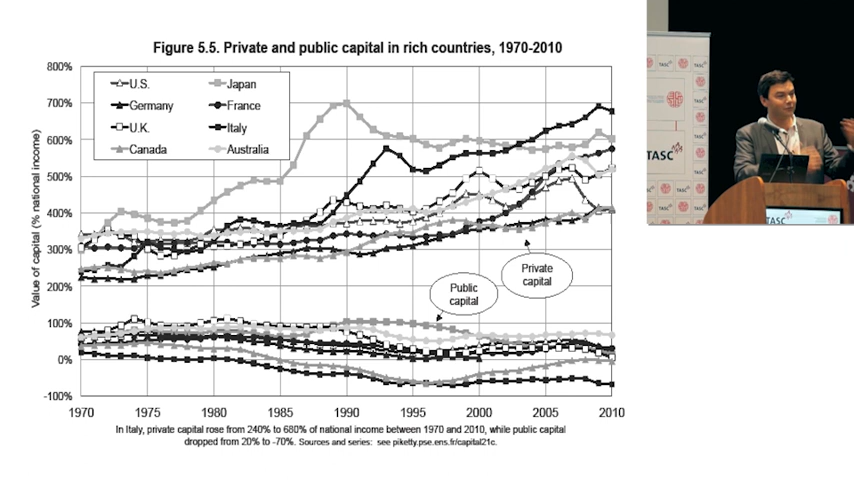 Figure 5.5. Private and public capital in rich countries, 1970-2010
Value of capital (% national income)
800%
700%
600%
500%
400%
300%
200%
100%
0%
-100%
U.S.
Japan
Germany
France
U.K.
Italy
Canada
Australia
Public
capital
Private
capital
1970 1975 1980 1985 1990 1995 2000 2005 2010
In Italy, private capital rose from 240% to 680% of national income between 1970 and 2010, while public capital
dropped from 20% to -70%. Sources and series: see piketty.pse.ens.fr/capital21c.
TASC
TASC
TASC
TASC
TASC